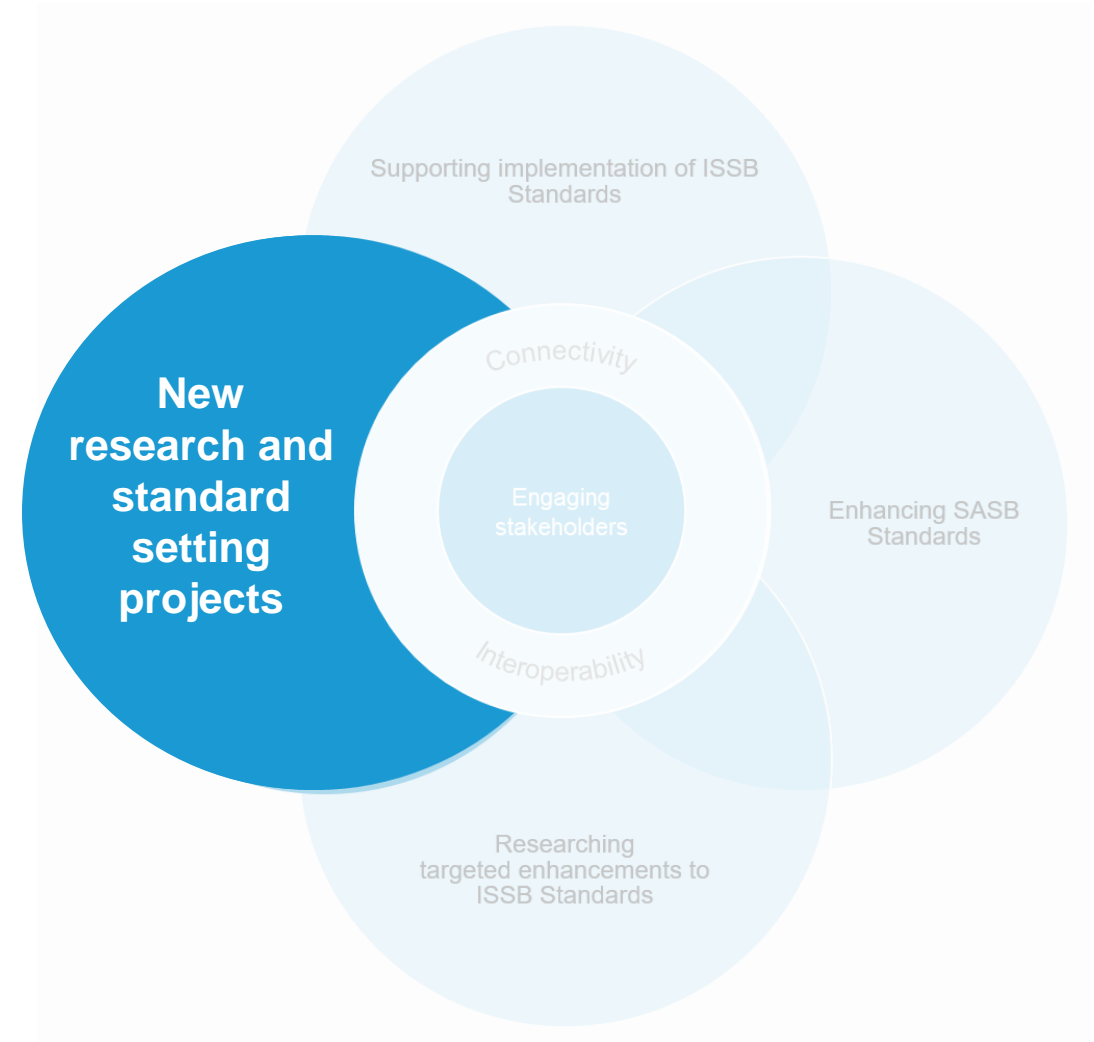 Supporting implementation of ISSB
Standards
New
research and
standard
setting
projects
Connectivity
Engaging
stakeholders
Interoperability
Enhancing SASB
Standards
Researching
targeted enhancements to
ISSB Standards